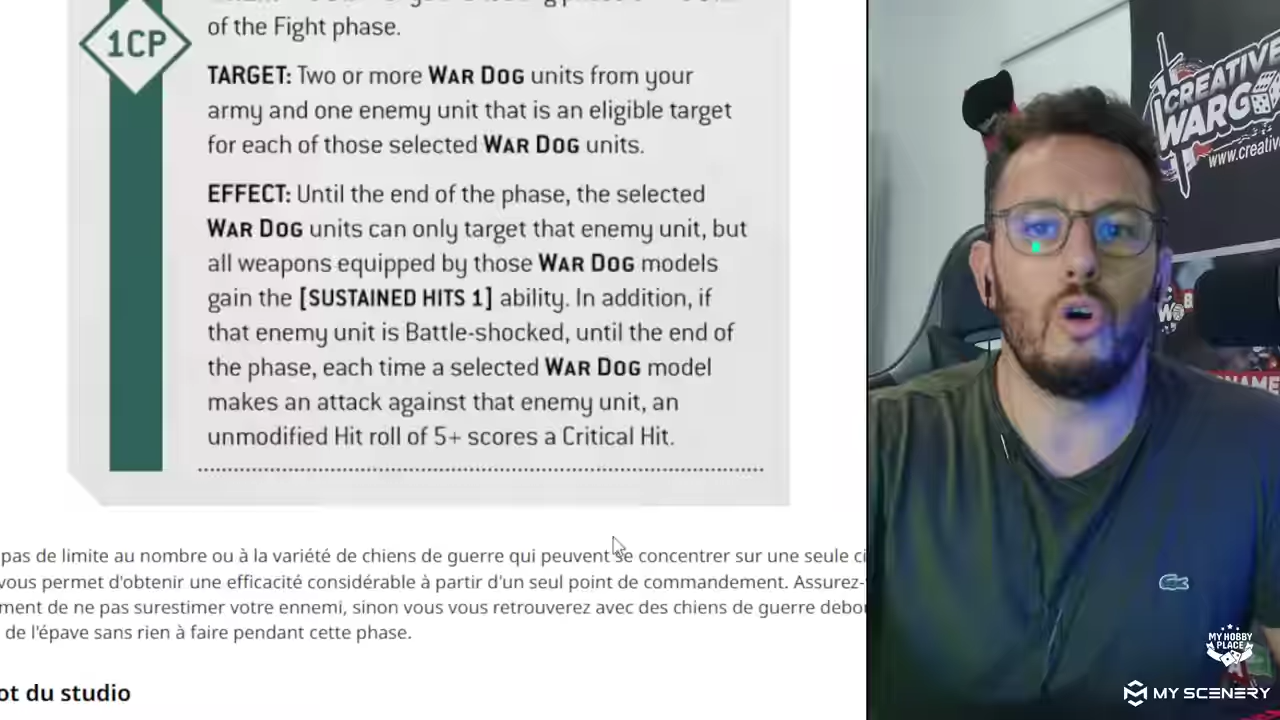 1CP
of the Fight phase.
TARGET: Two or more WAR DOG units from your
army and one enemy unit that is an eligible target
for each of those selected WAR DOG units.
EFFECT: Until the end of the phase, the selected
WAR DOG units can only target that enemy unit, but
all weapons equipped by those WAR DOG models
gain the [SUSTAINED HITS 1] ability. In addition, if
that enemy unit is Battle-shocked, until the end of
the phase, each time a selected WAR DOG model
makes an attack against that enemy unit, an
unmodified Hit roll of 5+ scores a Critical Hit.
pas de limite au nombre ou à la variété de chiens de guerre qui peuvent se concentrer sur une seule ci
vous permet d'obtenir une efficacité considérable à partir d'un seul point de commandement. Assurez-
ment de ne pas surestimer votre ennemi, sinon vous vous retrouverez avec des chiens de guerre debou
de l'épave sans rien à faire pendant cette phase.
ot du studio
CREATIVE
WARG
www.creative
MY HOBBY
PLACE
MY SCENERY